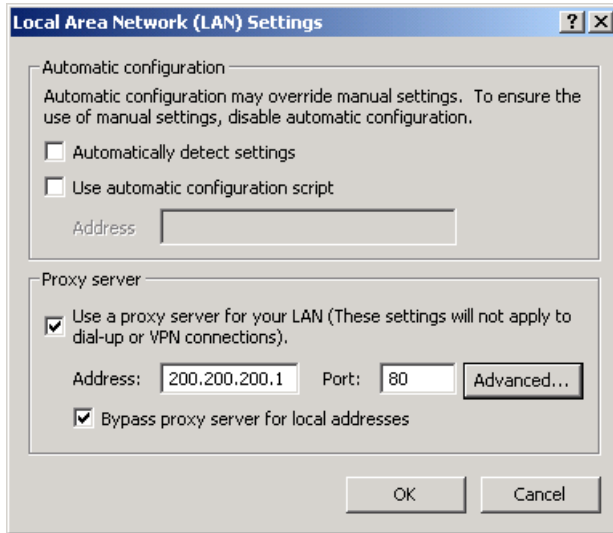 Local Area Network (LAN) Settings
Automatic configuration
Automatic configuration may override manual settings. To ensure the
use of manual settings, disable automatic configuration.
Automatically detect settings
Use automatic configuration script
Address
Proxy server
Use a proxy server for your LAN (These settings will not apply to
dial-up or VPN connections).
Address: 200.200.200.1 Port: 80 Advanced...
Bypass proxy server for local addresses
OK Cancel